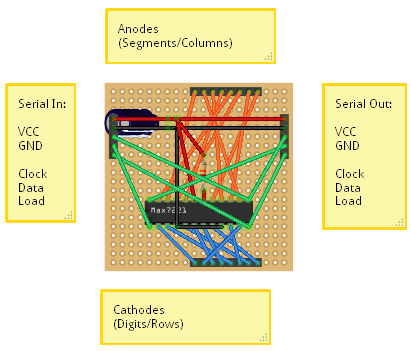 Anodes
(Segments/Columns)
Serial In:
VCC
GND
Clock
Data
Load
Serial Out:
VCC
GND
Clock
Data
Load
Max7221
Cathodes
(Digits/Rows)